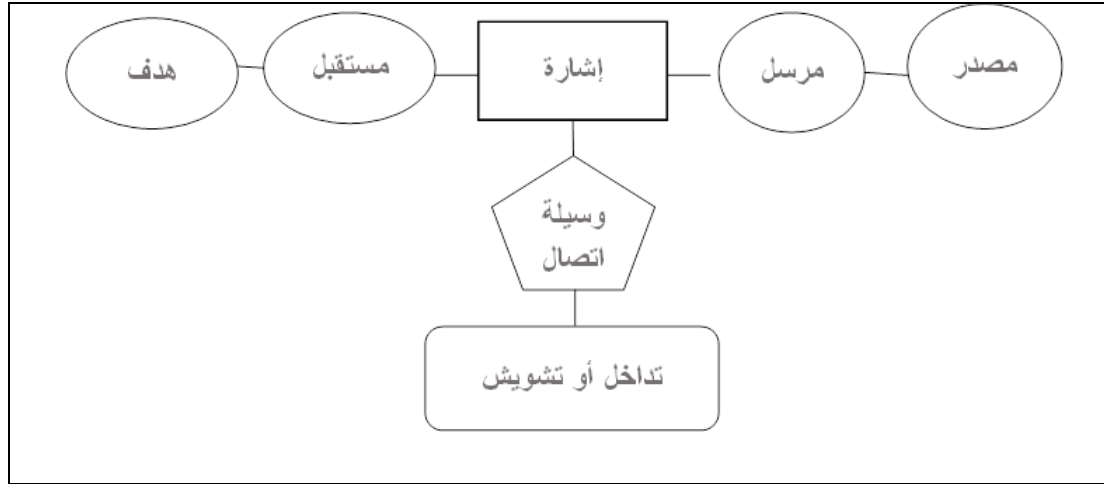 مصدر
مرسل
إشارة
مستقبل
هدف
وسيلة
اتصال
تداخل أو تشويش